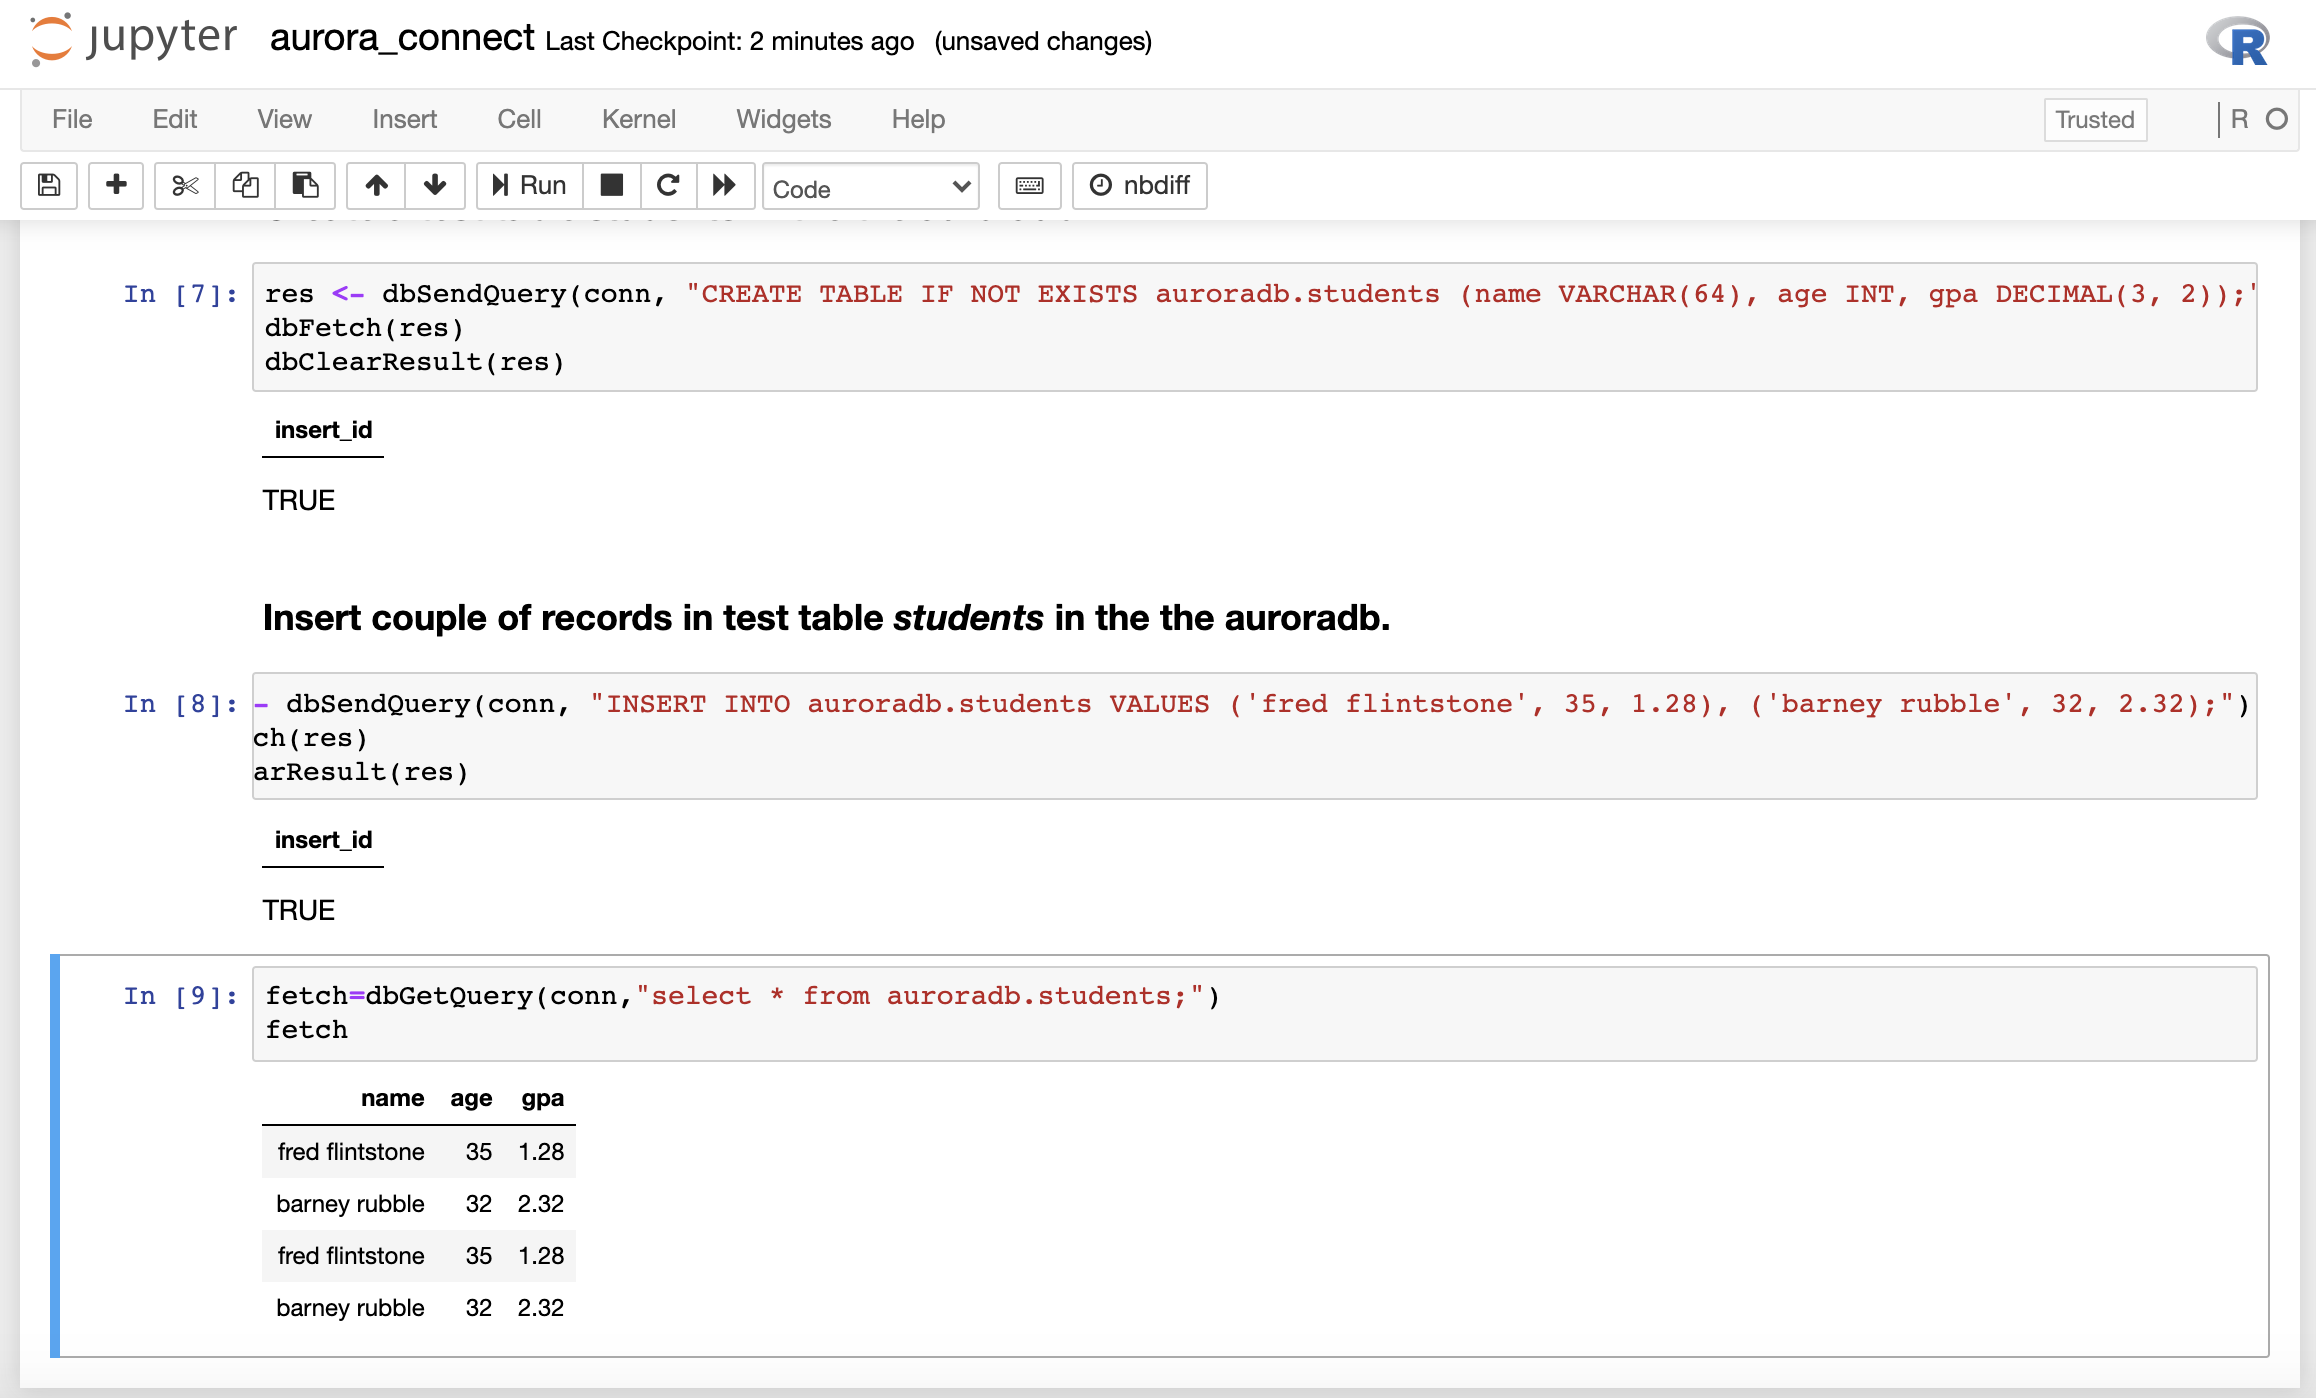 jupyter aurora_connect Last Checkpoint: 2 minutes ago (unsaved changes)
File Edit View Insert Cell Kernel Widgets Help Trusted R
Run Code nbdiff
In [7]: res <- dbSendQuery(conn, "CREATE TABLE IF NOT EXISTS auroradb.students (name VARCHAR(64), age INT, gpa DECIMAL(3, 2));"
dbFetch(res)
dbClearResult(res)
insert_id
TRUE
Insert couple of records in test table students in the the auroradb.
In [8]: - dbSendQuery(conn, "INSERT INTO auroradb.students VALUES ('fred flintstone', 35, 1.28), ('barney rubble', 32, 2.32);")
ch(res)
arResult(res)
insert_id
TRUE
In [9]: fetch=dbGetQuery(conn,"select * from auroradb.students;")
fetch
name age gpa
fred flintstone 35 1.28
barney rubble 32 2.32
fred flintstone 35 1.28
barney rubble 32 2.32